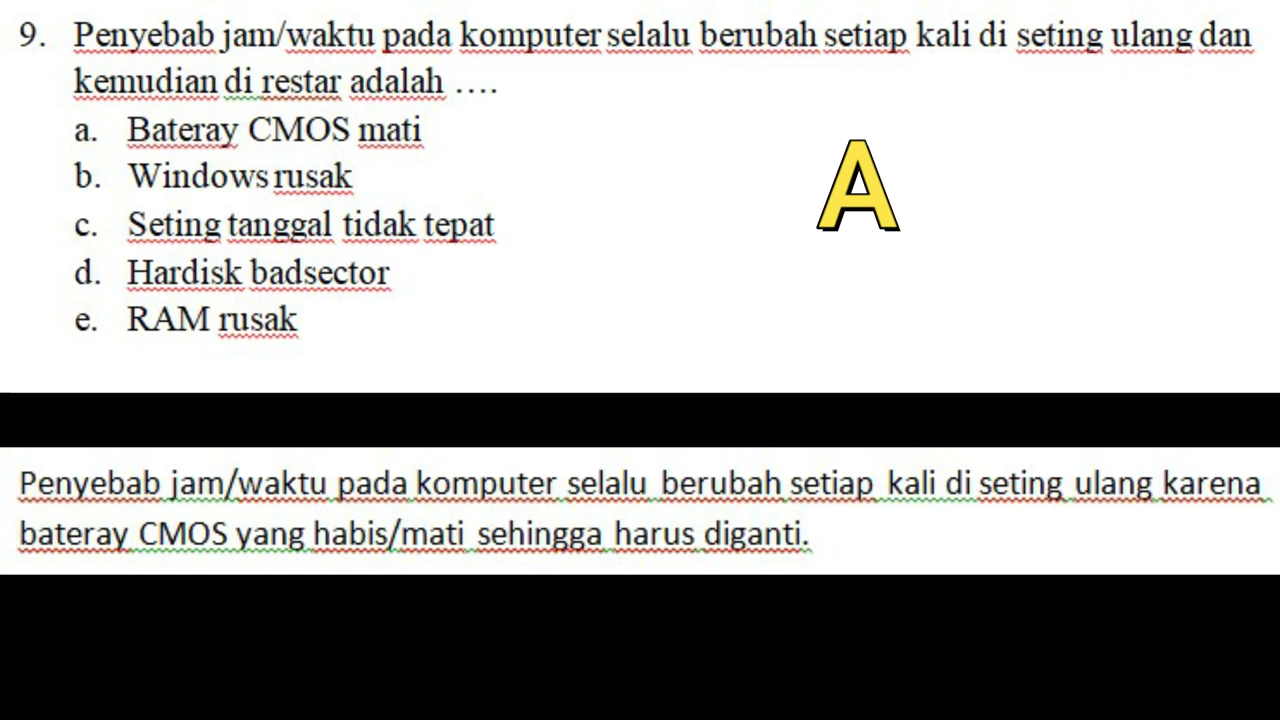 9. Penyebab jam/waktu pada komputer selalu berubah setiap kali di seting ulang dan
kemudian di restar adalah ….
a. Bateray CMOS mati
b. Windows rusak
A
c. Seting tanggal tidak tepat
d. Hardisk badsector
e. RAM rusak
Penyebab jam/waktu pada komputer selalu berubah setiap kali di seting ulang karena
bateray CMOS yang habis/mati sehingga harus diganti.